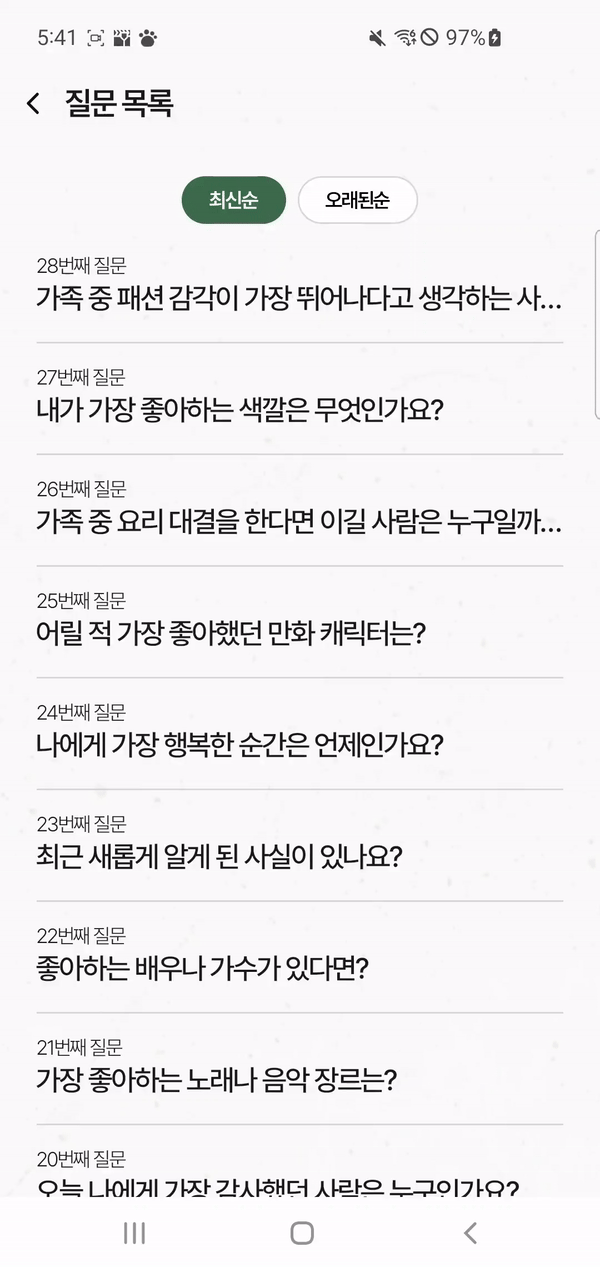 5:41
97%
질문 목록
최신순
오래된순
28번째 질문
가족 중 패션 감각이 가장 뛰어나다고 생각하는 사...
27번째 질문
내가 가장 좋아하는 색깔은 무엇인가요?
26번째 질문
가족 중 요리 대결을 한다면 이길 사람은 누구일까...
25번째 질문
어릴 적 가장 좋아했던 만화 캐릭터는?
24번째 질문
나에게 가장 행복한 순간은 언제인가요?
23번째 질문
최근 새롭게 알게 된 사실이 있나요?
22번째 질문
좋아하는 배우나 가수가 있다면?
21번째 질문
가장 좋아하는 노래나 음악 장르는?
20번째 질문
오늘 나에게 가장 감사했던 사람은 누구인가요?